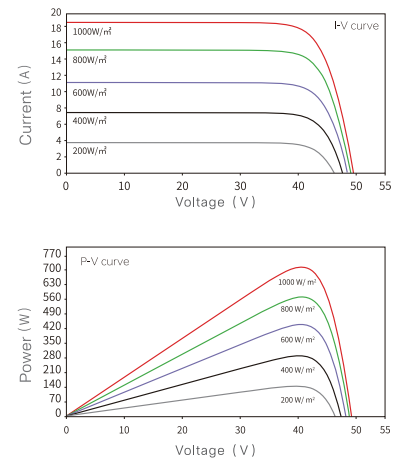 I-V curve
Current (A)
20
18
16
14
12
10
8
6
4
2
0
1000W/m²
800W/m²
600W/m²
400W/m²
200W/m²
0 10 20 30 40 50 55
Voltage (V)
P-V curve
Power (W)
770
700
630
560
490
420
350
280
210
140
70
0
1000 W/ m²
800 W/ m²
600 W/ m²
400 W/ m²
200 W/ m²
0 10 20 30 40 50 55
Voltage (V)